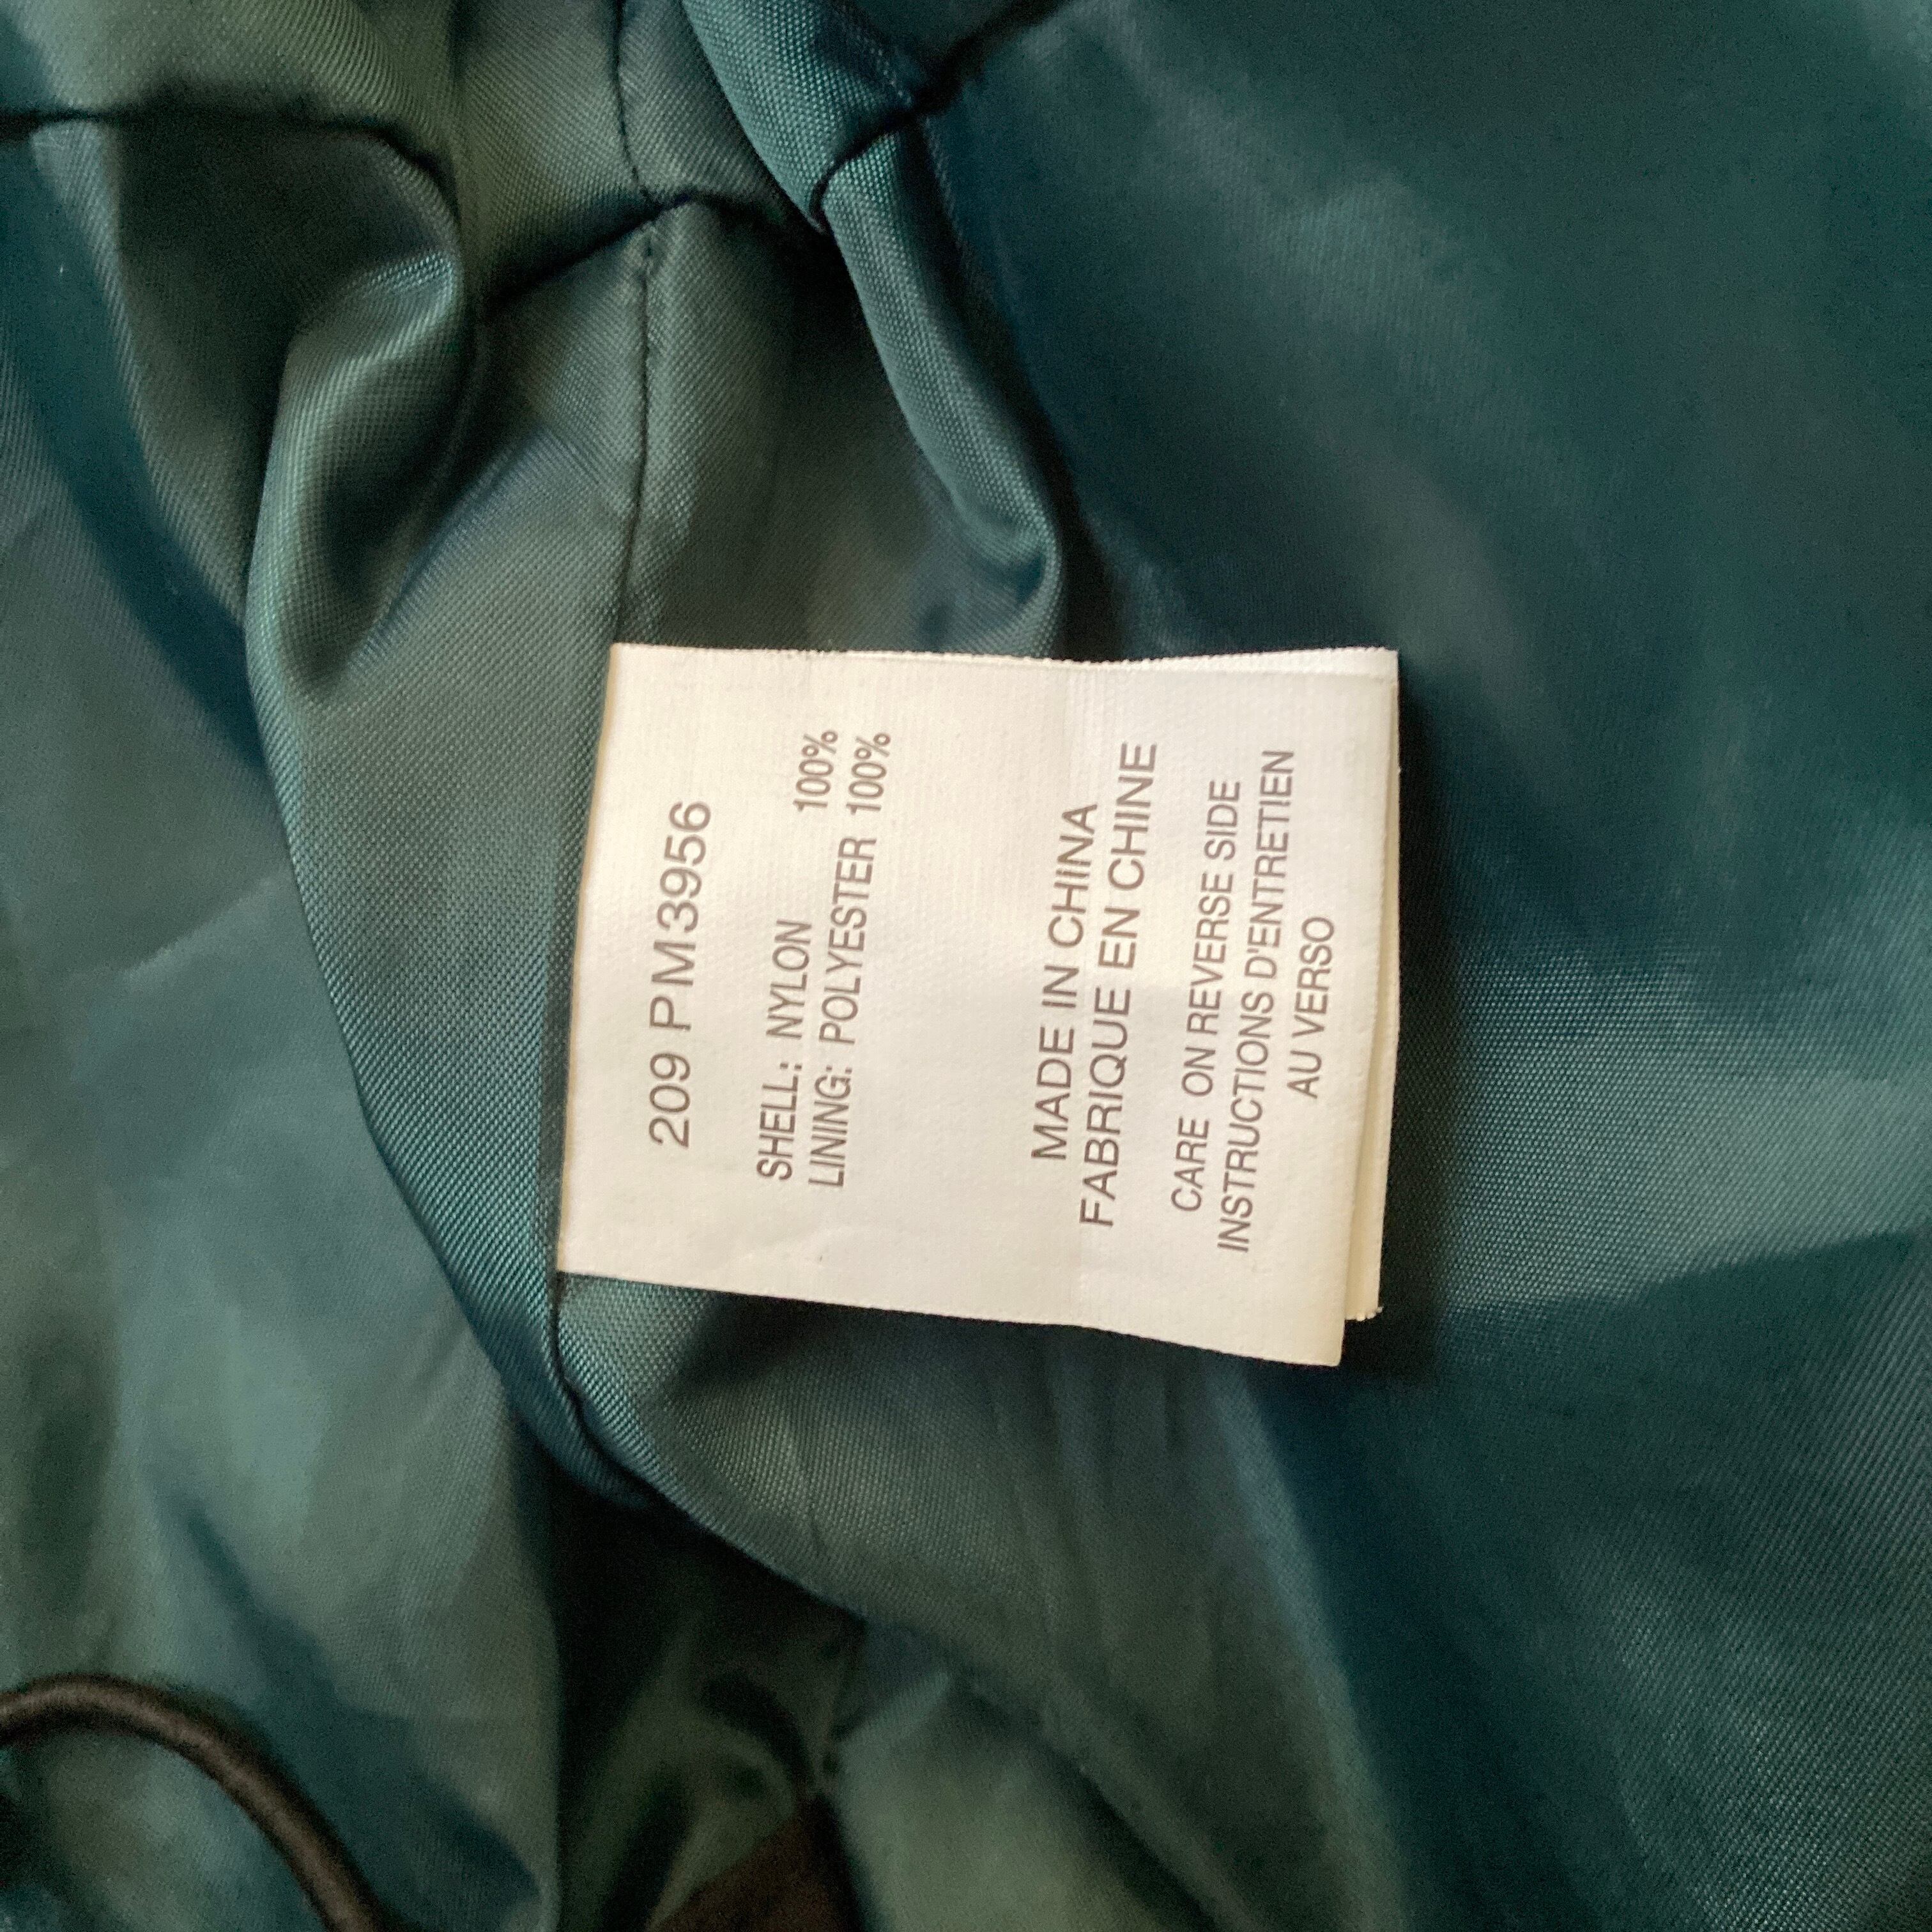 209 PM3956
SHELL: NYLON 100%
LINING: POLYESTER 100%
MADE IN CHINA
FABRIQUE EN CHINE
CARE ON REVERSE SIDE
INSTRUCTIONS D'ENTRETIEN
AU VERSO